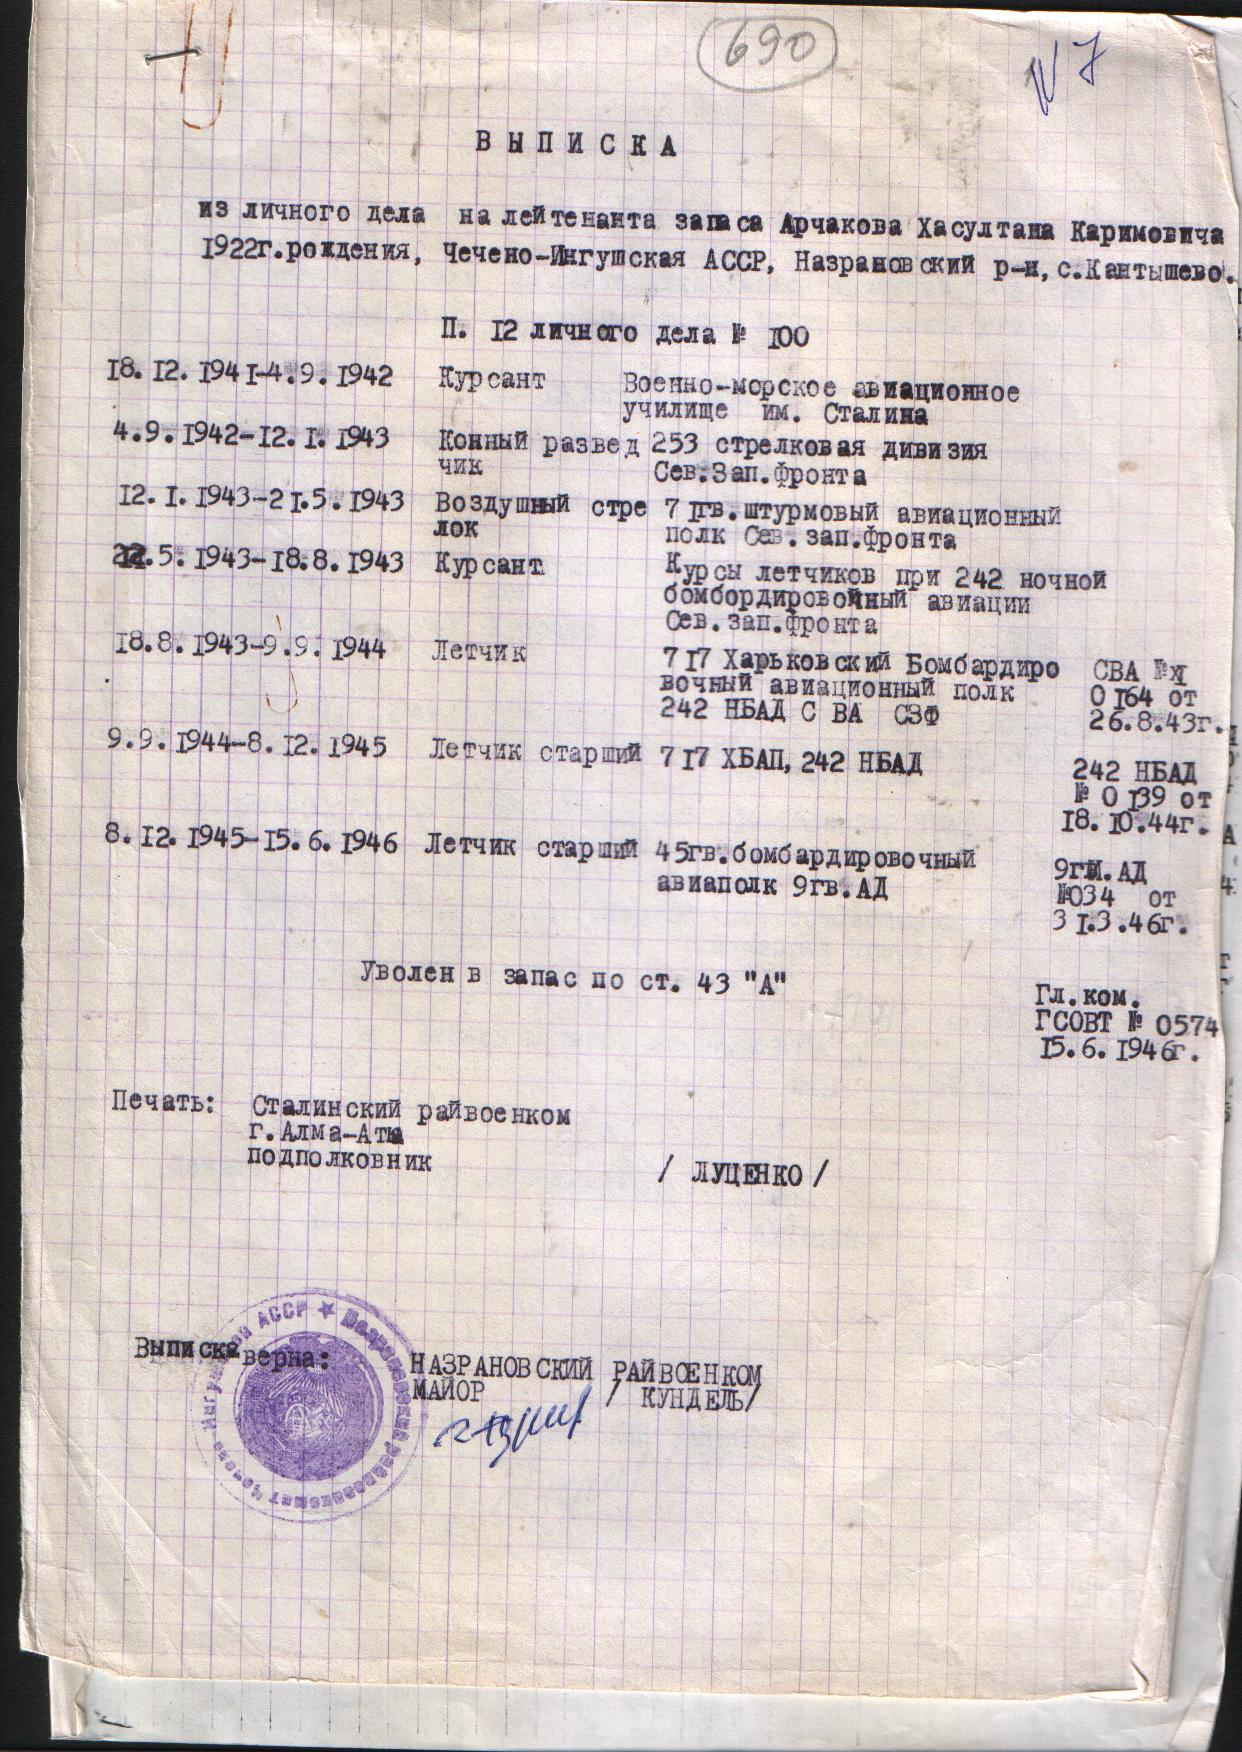 690
N 7
ВЫПИСКА
из личного дела на лейтенанта запаса Арчакова Хасултана Каримовича
1922г.рождения, Чечено-Ингушская АССР, Назрановский р-н,с.Кантышево.
П. 12 личного дела № 100
18.12.1941-4.9.1942 Курсант Военно-морское авиационное
училище им. Сталина
4.9.1942-12.1.1943 Конный развед 253 стрелковая дивизия
чик Сев.Зап.Фронта
12.1.1943-21.5.1943 Воздушный стре 7 гв.штурмовый авиационный
лок полк Сев.зап.фронта
22.5.1943-18.8.1943 Курсант Курсы летчиков при 242 ночной
бомбордировойный авиации
Сев.зап.фронта
18.8.1943-9.9.1944 Летчик 717 Харьковский Бомбардиро СВА №XI
вочный авиационный полк 0164 от
242 НБАД С ВА СЗФ 26.8.43г.
9.9.1944-8.12.1945 Летчик старший 717 ХБАП,242 НБАД 242 НБАД
№ 0139 от
18.10.44г.
8.12.1945-15.6.1946 Летчик старший 45гв.бомбардировочный 9гв.АД
авиаполк 9гв.АД №034 от
31.3.46г.
Уволен в запас по ст. 43 "А" Гл.ком.
ГСОВТ № 0574
15.6.1946г.
Печать: Сталинский райвоенком
г.Алма-Аты
подполковник / ЛУЦЕНКО/
Выписка верна: НАЗРАНОВСКИЙ РАЙВОЕНКОМ
МАЙОР / КУНДЕЛЬ/
АССР ★ Назрановский райвоенкомат Чечено-Ингушской